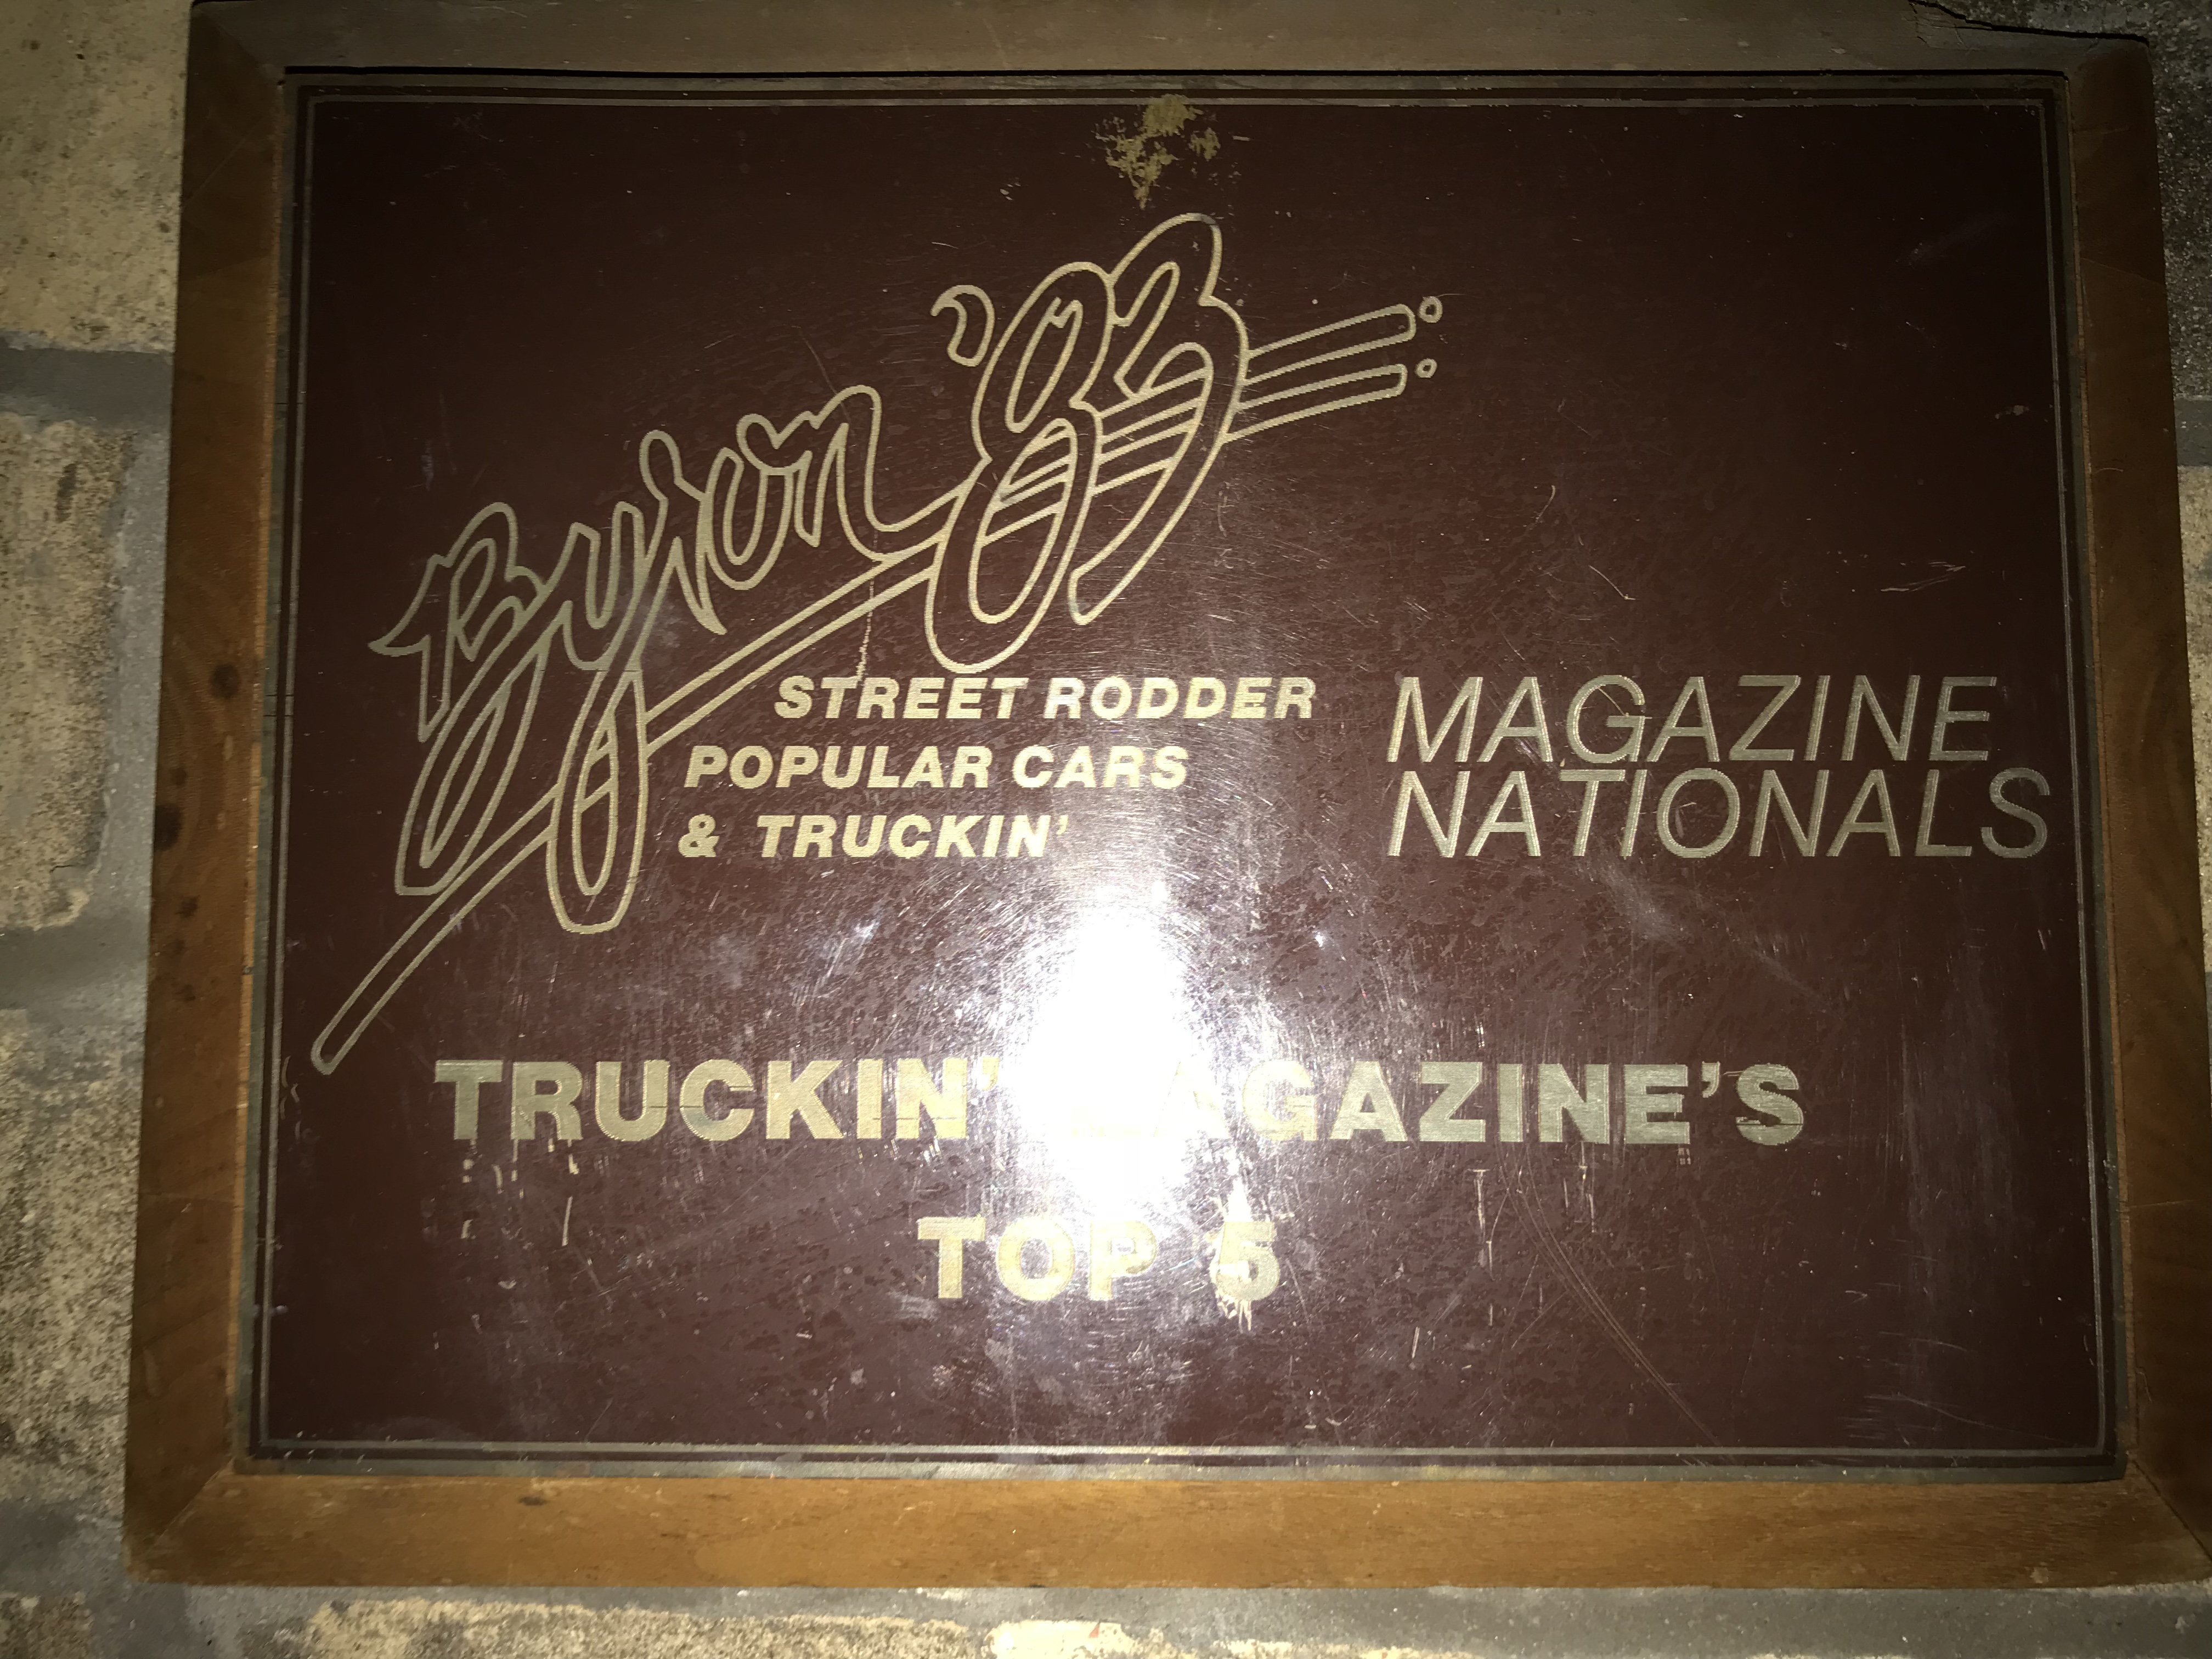 Byron '83
STREET RODDER
POPULAR CARS
& TRUCKIN'
MAGAZINE
NATIONALS
TRUCKIN' MAGAZINE'S
TOP 5